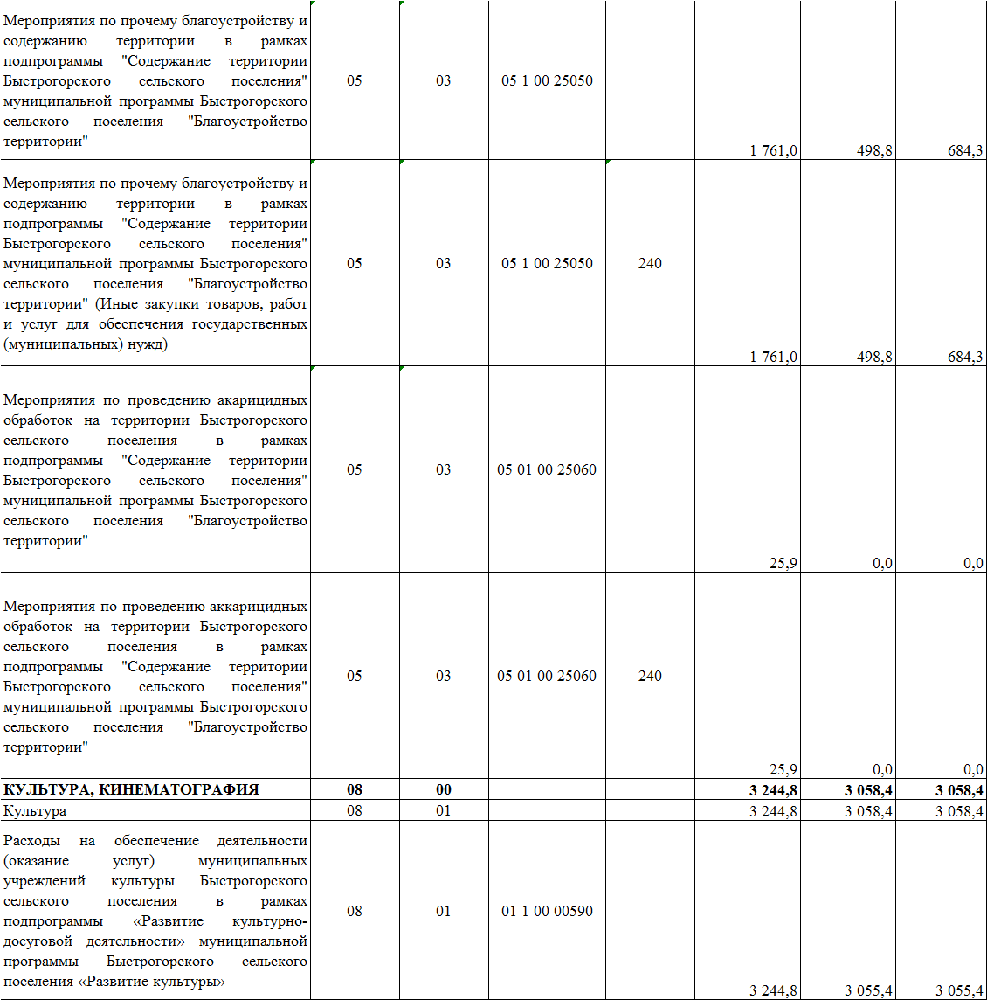 Мероприятия по прочему благоустройству и
содержанию территории в рамках
подпрограммы "Содержание территории
Быстрогорского сельского поселения"
муниципальной программы Быстрогорского
сельского поселения "Благоустройство
территории"
05 03 05 1 00 25050
1 761,0 498,8 684,3
Мероприятия по прочему благоустройству и
содержанию территории в рамках
подпрограммы "Содержание территории
Быстрогорского сельского поселения"
муниципальной программы Быстрогорского
сельского поселения "Благоустройство
территории" (Иные закупки товаров, работ
и услуг для обеспечения государственных
(муниципальных) нужд)
05 03 05 1 00 25050 240
1 761,0 498,8 684,3
Мероприятия по проведению акарицидных
обработок на территории Быстрогорского
сельского поселения в рамках
подпрограммы "Содержание территории
Быстрогорского сельского поселения"
муниципальной программы Быстрогорского
сельского поселения "Благоустройство
территории"
05 03 05 01 00 25060
25,9 0,0 0,0
Мероприятия по проведению аккарицидных
обработок на территории Быстрогорского
сельского поселения в рамках
подпрограммы "Содержание территории
Быстрогорского сельского поселения"
муниципальной программы Быстрогорского
сельского поселения "Благоустройство
территории"
05 03 05 01 00 25060 240
25,9 0,0 0,0
КУЛЬТУРА, КИНЕМАТОГРАФИЯ 08 00 3 244,8 3 058,4 3 058,4
Культура 08 01 3 244,8 3 058,4 3 058,4
Расходы на обеспечение деятельности
(оказание услуг) муниципальных
учреждений культуры Быстрогорского
сельского поселения в рамках
подпрограммы «Развитие культурно-
досуговой деятельности» муниципальной
программы Быстрогорского сельского
поселения «Развитие культуры»
08 01 01 1 00 00590
3 244,8 3 055,4 3 055,4